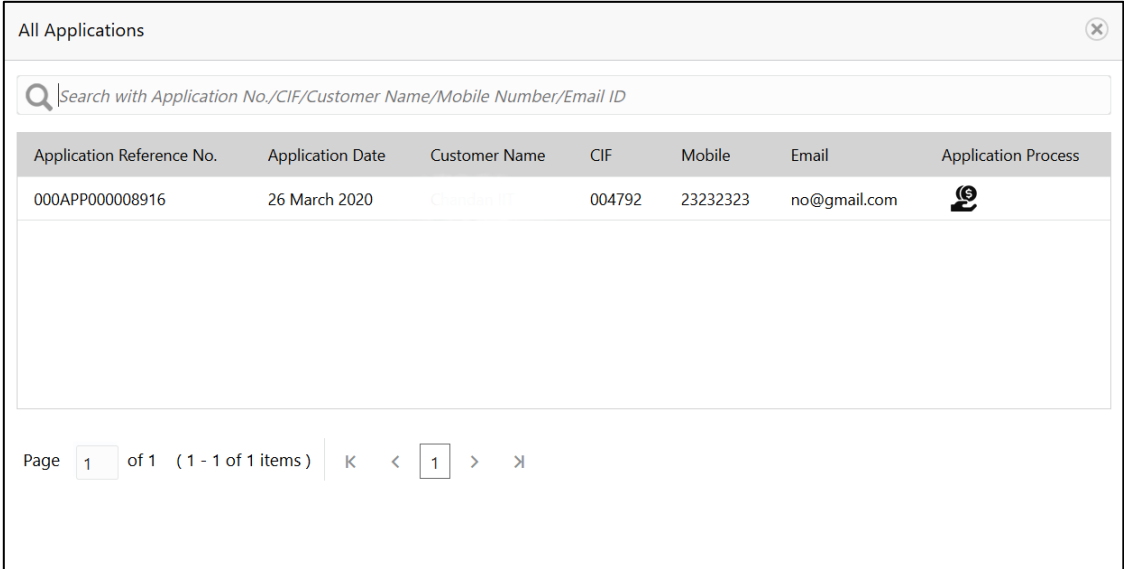 All Applications
Search with Application No./CIF/Customer Name/Mobile Number/Email ID
Application Reference No. Application Date Customer Name CIF Mobile Email Application Process
000APP000008916 26 March 2020 004792 23232323 no@gmail.com
Page 1 of 1 ( 1 - 1 of 1 items ) 1